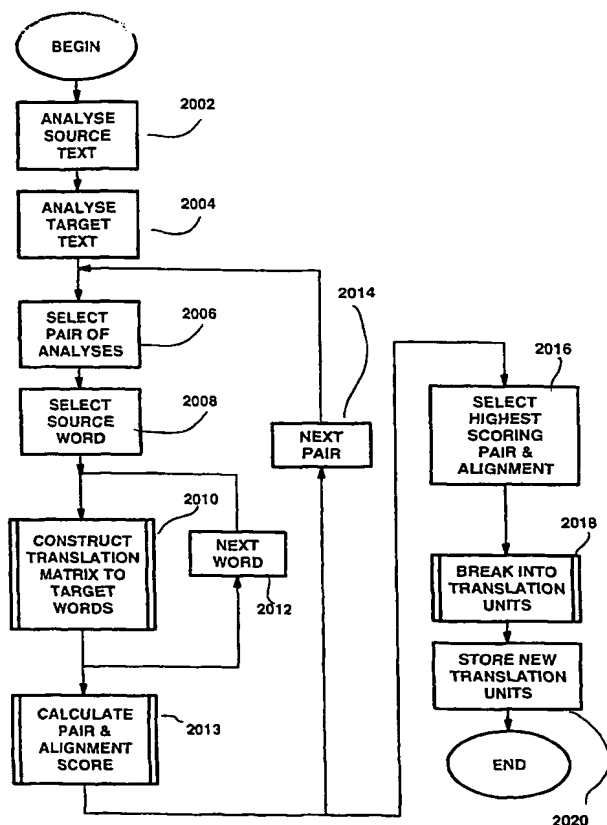 BEGIN
ANALYSE
SOURCE
TEXT
2002
ANALYSE
TARGET
TEXT
2004
SELECT
PAIR OF
ANALYSES
2006
SELECT
SOURCE
WORD
2008
CONSTRUCT
TRANSLATION
MATRIX TO
TARGET
WORDS
2010
NEXT
WORD
2012
CALCULATE
PAIR &
ALIGNMENT
SCORE
2013
NEXT
PAIR
2014
SELECT
HIGHEST
SCORING
PAIR &
ALIGNMENT
2016
BREAK INTO
TRANSLATION
UNITS
2018
STORE NEW
TRANSLATION
UNITS
2020
END